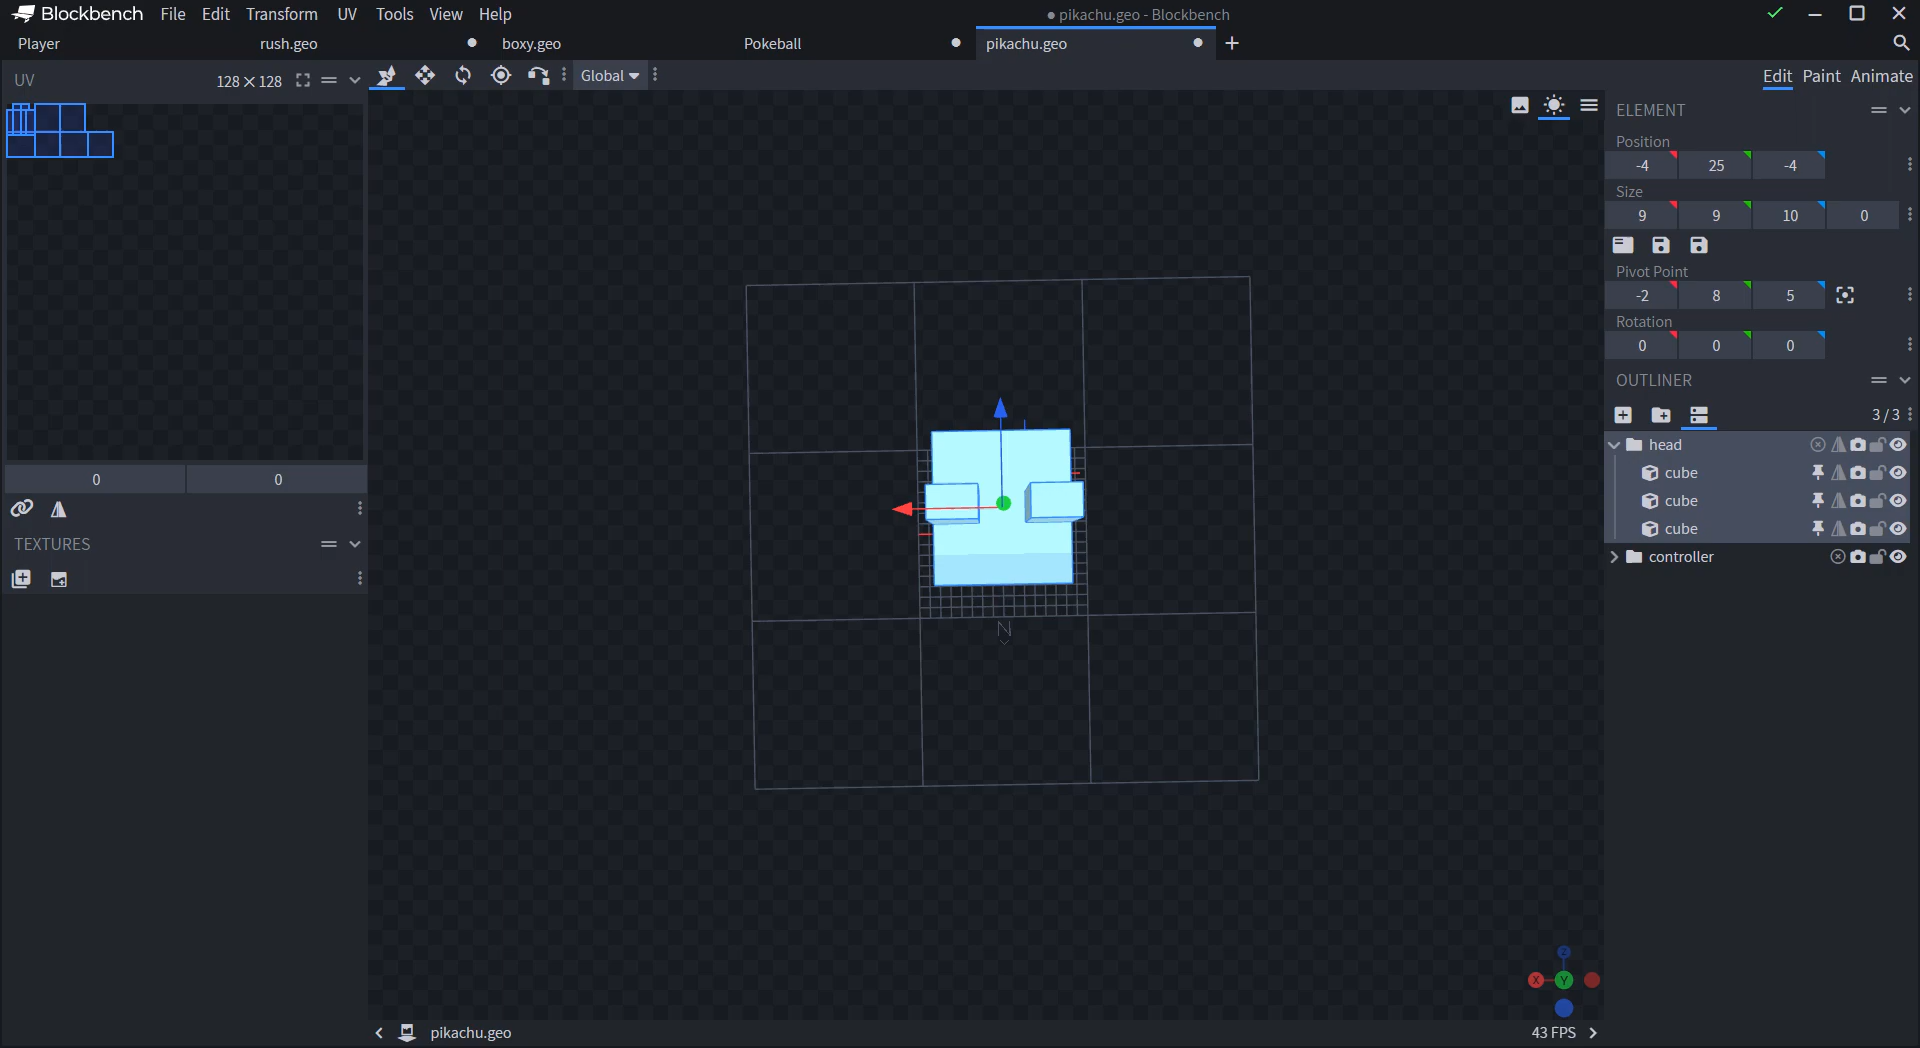 Blockbench File Edit Transform UV Tools View Help
● pikachu.geo - Blockbench
Player rush.geo boxy.geo Pokeball pikachu.geo
UV 128×128
Global
Edit Paint Animate
ELEMENT
Position
-4 25 -4
Size
9 9 10 0
Pivot Point
-2 8 5
Rotation
0 0 0
OUTLINER
3 / 3
head
cube
cube
cube
controller
0 0
TEXTURES
N
Z
X Y
pikachu.geo
43 FPS